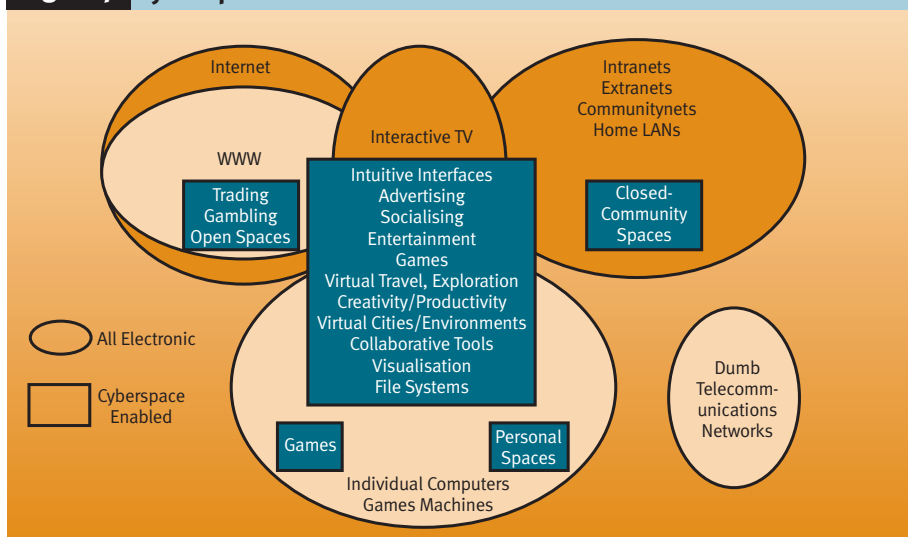 Internet
Interactive TV
Intranets
Extranets
Communitynets
Home LANs
WWW
Trading
Gambling
Open Spaces
Intuitive Interfaces
Advertising
Socialising
Entertainment
Games
Virtual Travel, Exploration
Creativity/Productivity
Virtual Cities/Environments
Collaborative Tools
Visualisation
File Systems
Closed-
Community
Spaces
All Electronic
Cyberspace
Enabled
Games
Personal
Spaces
Individual Computers
Games Machines
Dumb
Telecomm-
unications
Networks